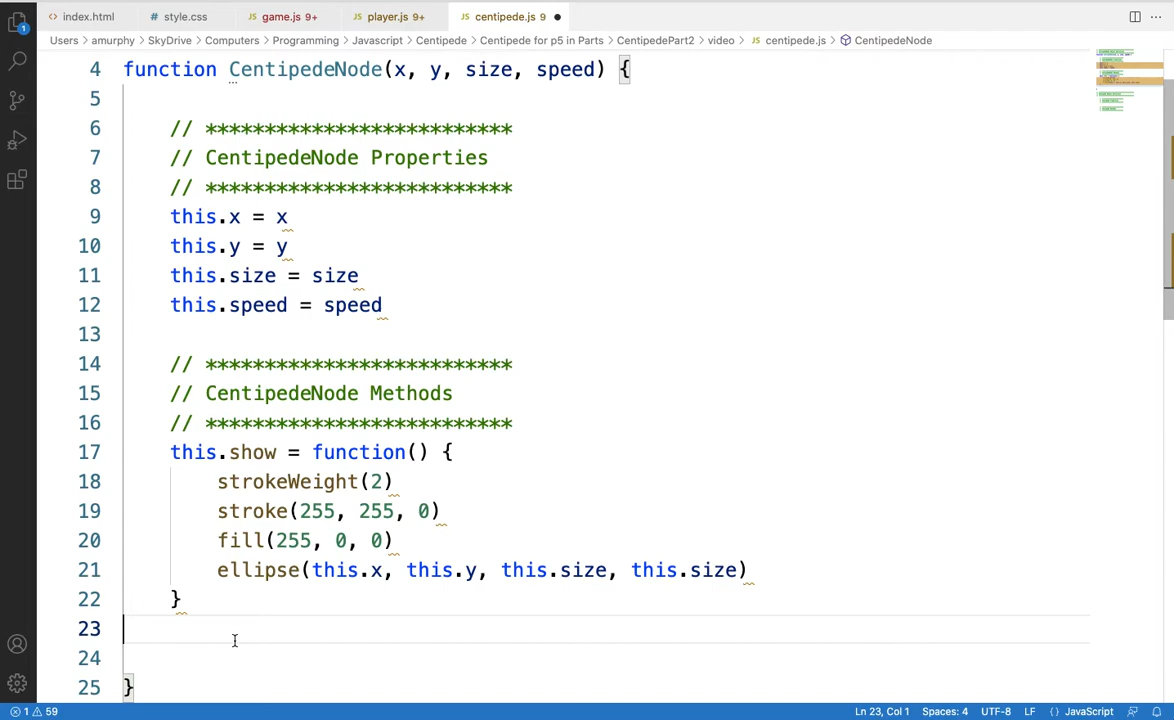 index.html
style.css
JS game.js 9+
JS player.js 9+
JS centipede.js 9
Users > amurphy > SkyDrive > Computers > Programming > Javascript > Centipede > Centipede for p5 in Parts > CentipedePart2 > video > JS centipede.js > CentipedeNode
4 function CentipedeNode(x, y, size, speed) {
5
6 // **************************
7 // CentipedeNode Properties
8 // **************************
9 this.x = x
10 this.y = y
11 this.size = size
12 this.speed = speed
13
14 // **************************
15 // CentipedeNode Methods
16 // **************************
17 this.show = function() {
18 strokeWeight(2)
19 stroke(255, 255, 0)
20 fill(255, 0, 0)
21 ellipse(this.x, this.y, this.size, this.size)
22 }
23
24
25 }
1
1 59
Ln 23, Col 1 Spaces: 4 UTF-8 LF {} JavaScript